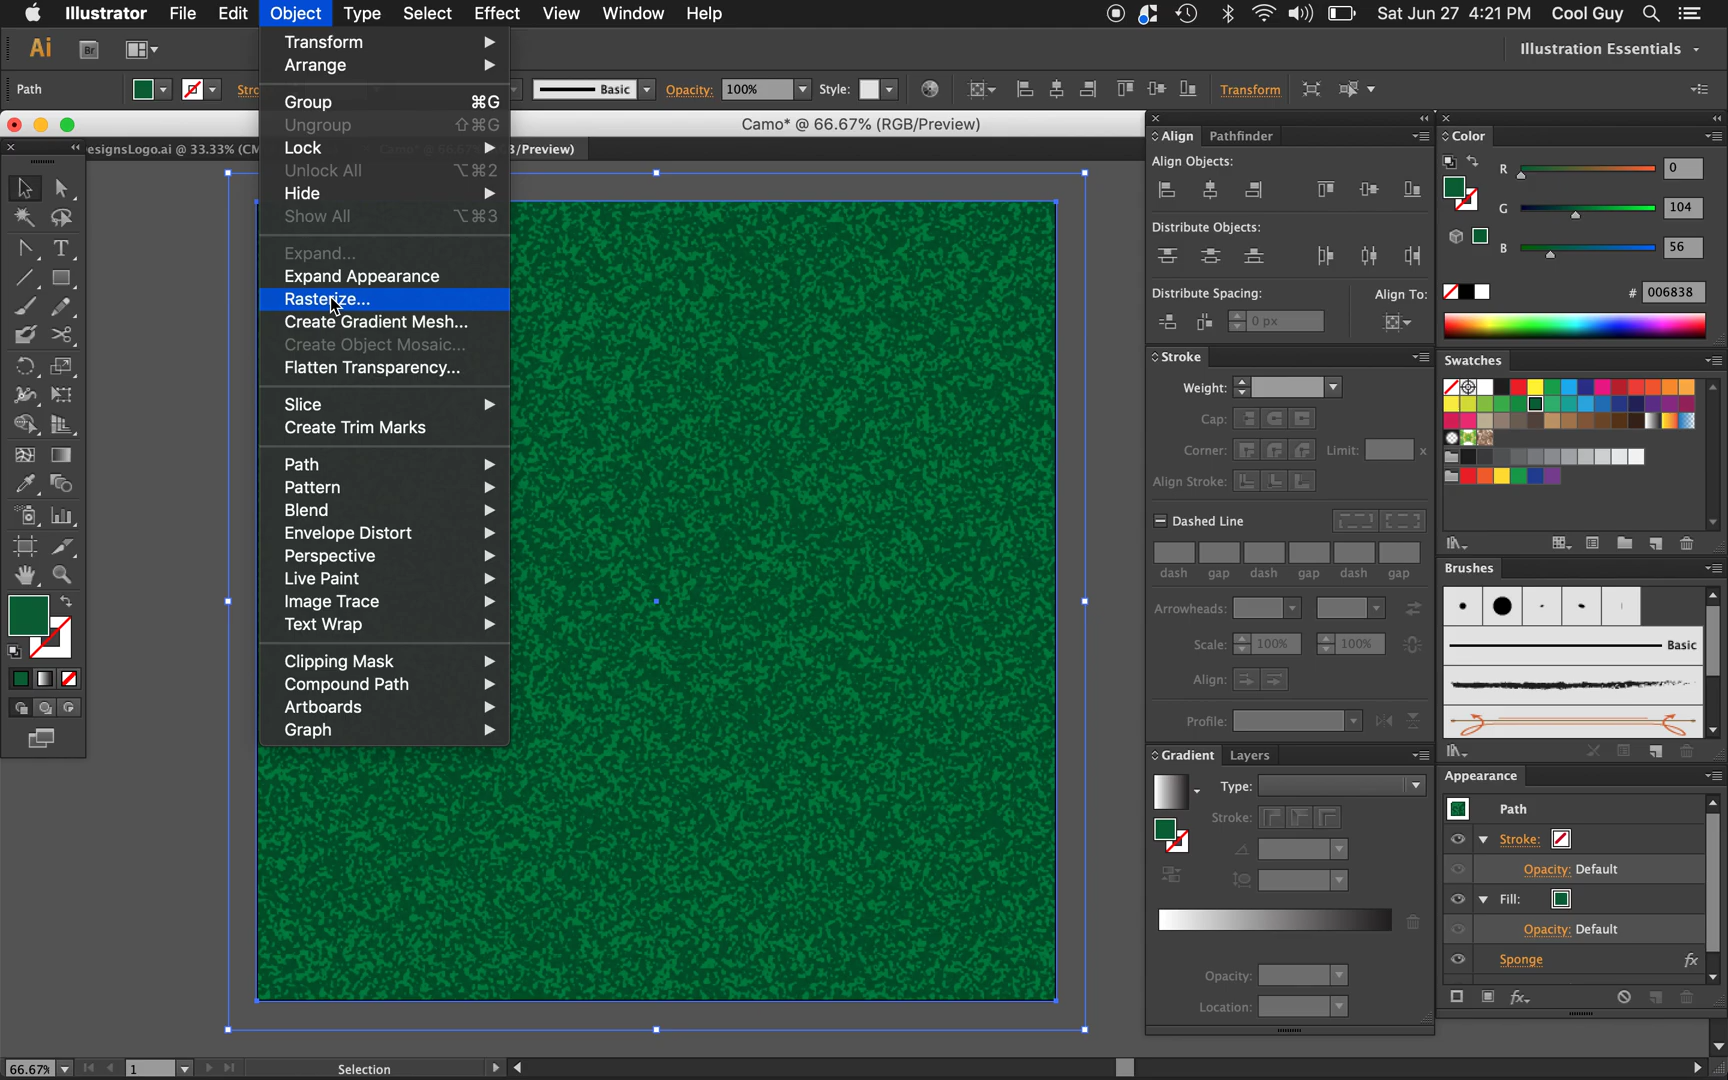 Illustrator File Edit Object Type Select Effect View Window Help Sat Jun 27 4:21 PM Cool Guy
Ai Br Illustration Essentials
Path Basic Opacity: 100% Style: Transform
Camo* @ 66.67% (RGB/Preview)
esignsLogo.ai @ 33.33% (CM 3/Preview)
Transform
Arrange
Group ⌘G
Ungroup ⇧⌘G
Lock
Unlock All ⌥⌘2
Hide
Show All ⌥⌘3
Expand...
Expand Appearance
Rasterize...
Create Gradient Mesh...
Create Object Mosaic...
Flatten Transparency...
Slice
Create Trim Marks
Path
Pattern
Blend
Envelope Distort
Perspective
Live Paint
Image Trace
Text Wrap
Clipping Mask
Compound Path
Artboards
Graph
Align Pathfinder
Align Objects:
Distribute Objects:
Distribute Spacing: Align To:
0 px
Stroke
Weight:
Cap:
Corner: Limit: x
Align Stroke:
Dashed Line
dash gap dash gap dash gap
Arrowheads:
Scale: 100% 100%
Align:
Profile:
Gradient Layers
Type:
Stroke:
Opacity:
Location:
Color
R 0
G 104
B 56
# 006838
Swatches
Brushes
Basic
Appearance
Path
Stroke:
Opacity: Default
Fill:
Opacity: Default
Sponge fx
fx
66.67% 1 Selection